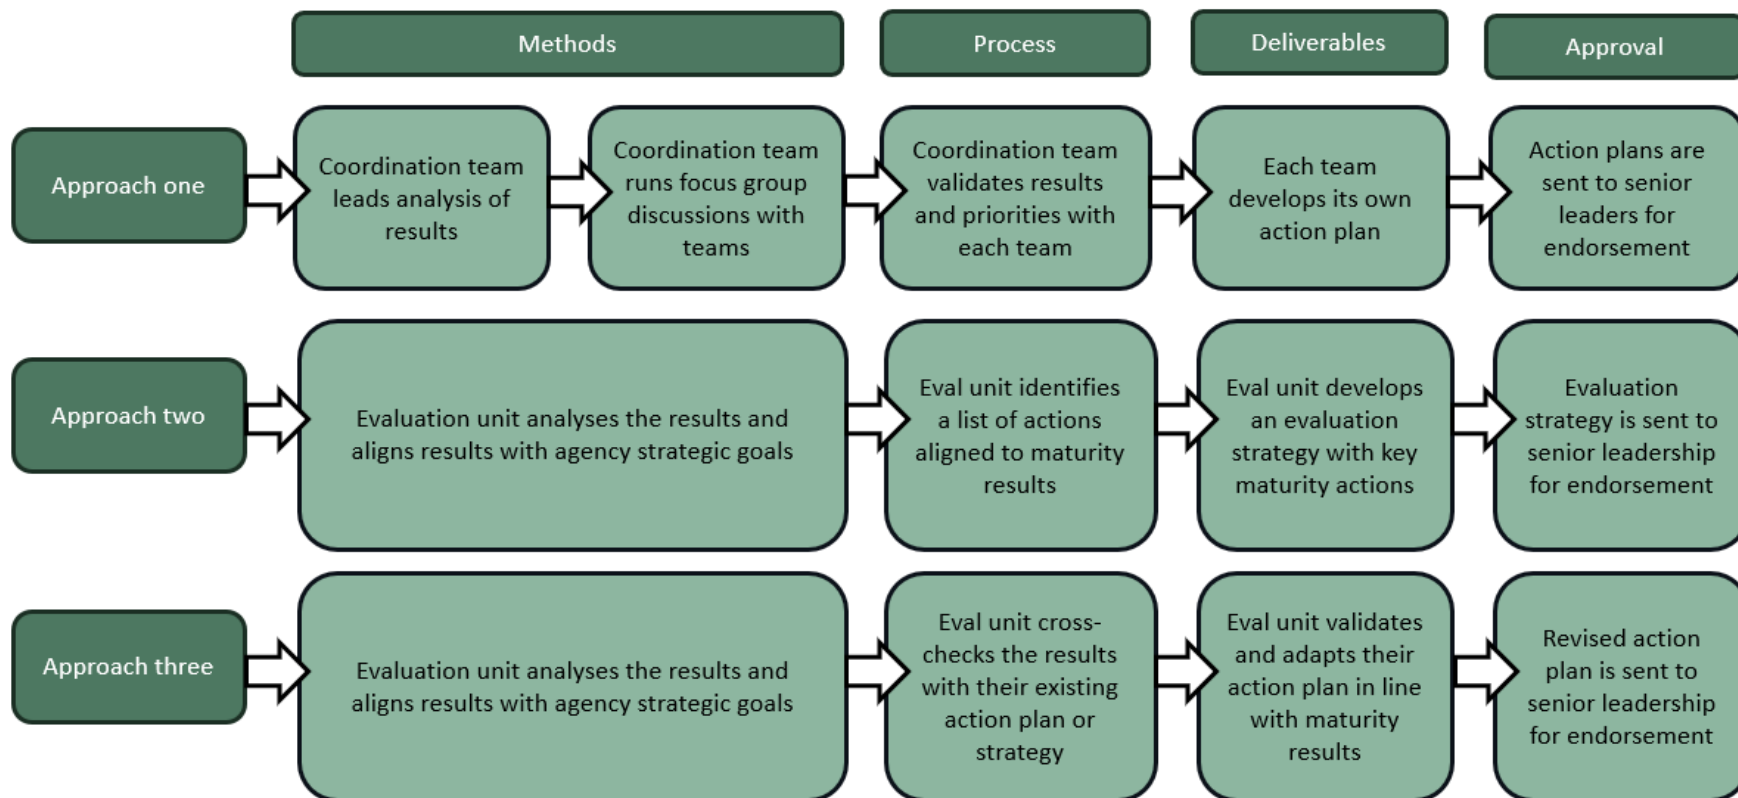 Methods
Process
Deliverables
Approval
Approach one
Coordination team
leads analysis of
results
Coordination team
runs focus group
discussions with
teams
Coordination team
validates results
and priorities with
each team
Each team
develops its own
action plan
Action plans are
sent to senior
leaders for
endorsement
Approach two
Evaluation unit analyses the results and
aligns results with agency strategic goals
Eval unit identifies
a list of actions
aligned to maturity
results
Eval unit develops
an evaluation
strategy with key
maturity actions
Evaluation
strategy is sent to
senior leadership
for endorsement
Approach three
Evaluation unit analyses the results and
aligns results with agency strategic goals
Eval unit cross-
checks the results
with their existing
action plan or
strategy
Eval unit validates
and adapts their
action plan in line
with maturity
results
Revised action
plan is sent to
senior leadership
for endorsement